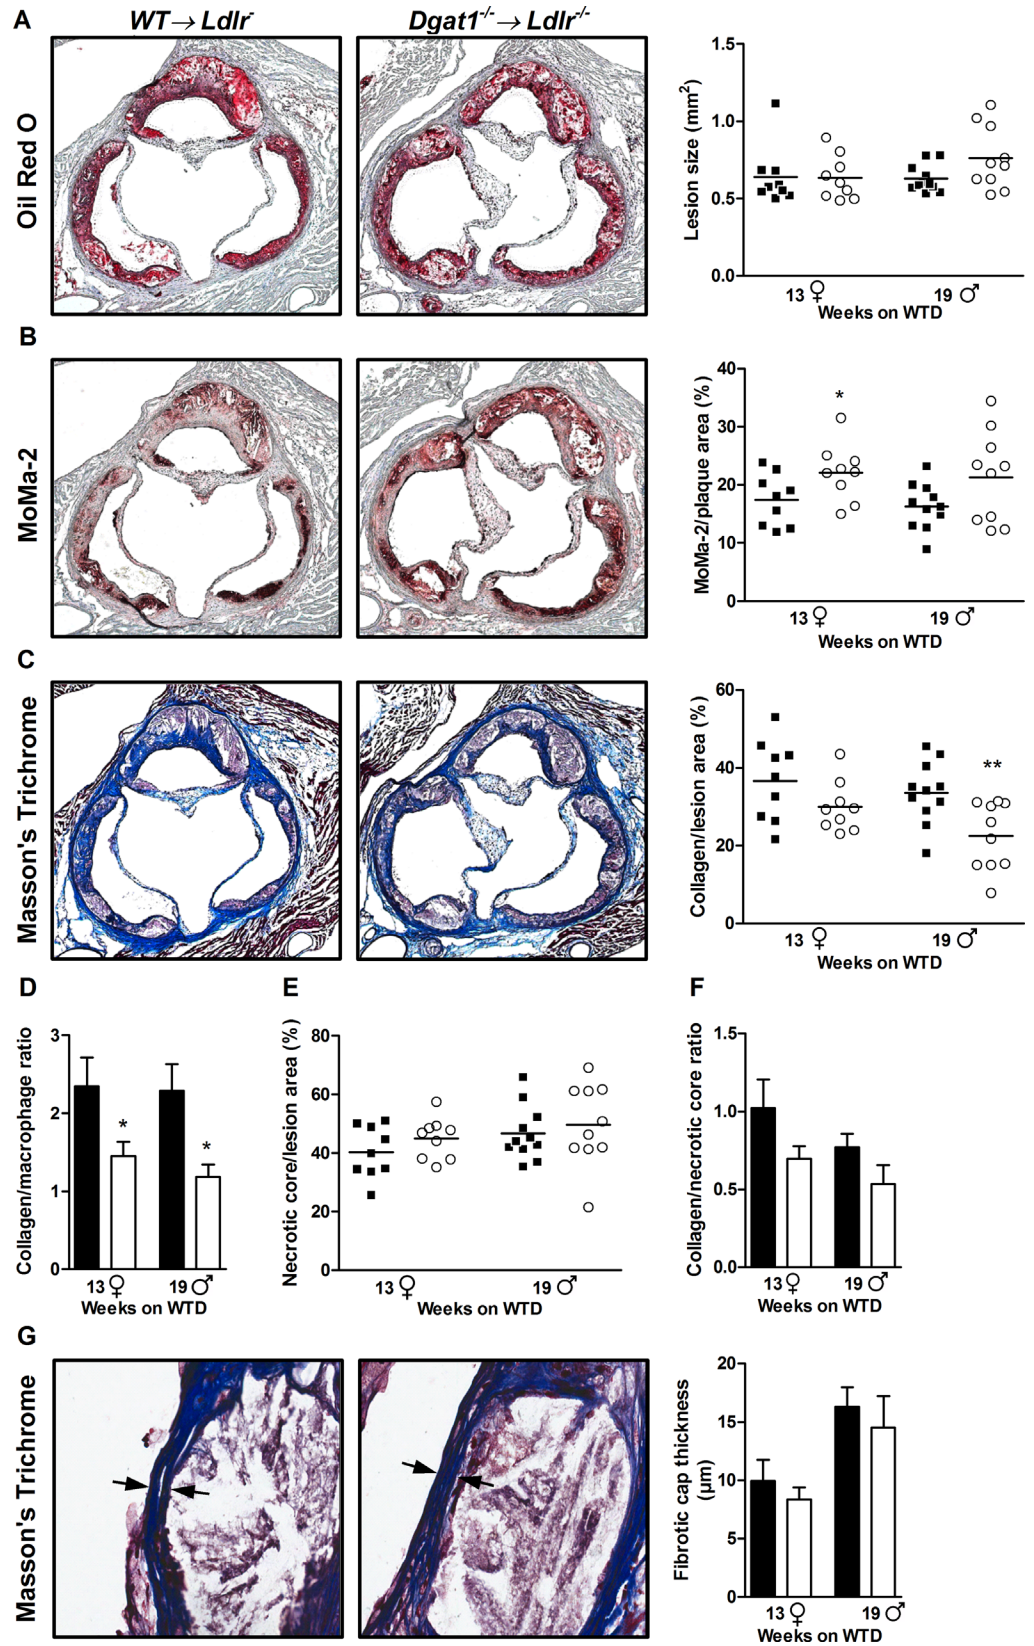 A
WT→Ldlr-
Dgat1-/-→Ldlr-/-
Oil Red O
Lesion size (mm2)
1.5
1.0
0.5
0.0
13 ♀
19 ♂
Weeks on WTD
B
MoMa-2
MoMa-2/plaque area (%)
40
30
20
10
0
*
13 ♀
19 ♂
Weeks on WTD
C
Masson's Trichrome
Collagen/lesion area (%)
60
40
20
0
**
13 ♀
19 ♂
Weeks on WTD
D
Collagen/macrophage ratio
3
2
1
0
*
*
13 ♀
19 ♂
Weeks on WTD
E
Necrotic core/lesion area (%)
80
60
40
20
0
13 ♀
19 ♂
Weeks on WTD
F
Collagen/necrotic core ratio
1.5
1.0
0.5
0.0
13 ♀
19 ♂
Weeks on WTD
G
Masson's Trichrome
Fibrotic cap thickness
(µm)
20
15
10
5
0
13 ♀
19 ♂
Weeks on WTD